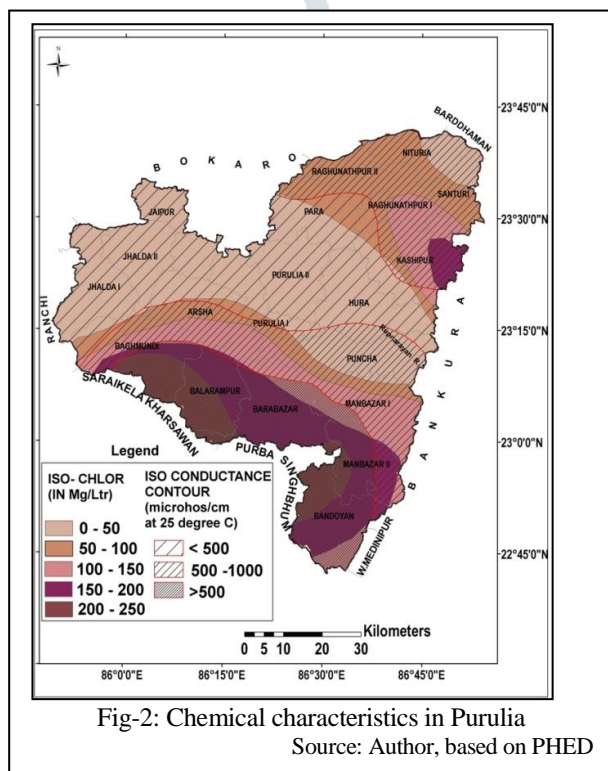 N
23°45'0"N
23°30'0"N
23°15'0"N
23°0'0"N
22°45'0"N
BARDDHAMAN
BOKARO
NITURIA
RAGHUNATHPUR II
SANTURI
RAGHUNATHPUR I
JAIPUR
PARA
KASHIPUR
JHALDA II
PURULIA II
JHALDA I
HURA
RANCHI
ARSHA
PURULIA I
Rupnarayan R.
BAGHMUNDI
PUNCHA
BANKURA
SARAIKELA KHARSAWAN
BALARAMPUR
MANBAZAR I
BARABAZAR
PURBA SINGHBHUM
MANBAZAR II
BANDOYAN
W.MEDINIPUR
Legend
ISO- CHLOR
(IN Mg/Ltr)
0 - 50
50 - 100
100 - 150
150 - 200
200 - 250
ISO CONDUCTANCE
CONTOUR
(microhos/cm
at 25 degree C)
< 500
500 -1000
>500
Kilometers
0 5 10 20 30
86°0'0"E 86°15'0"E 86°30'0"E 86°45'0"E
Fig-2: Chemical characteristics in Purulia
Source: Author, based on PHED